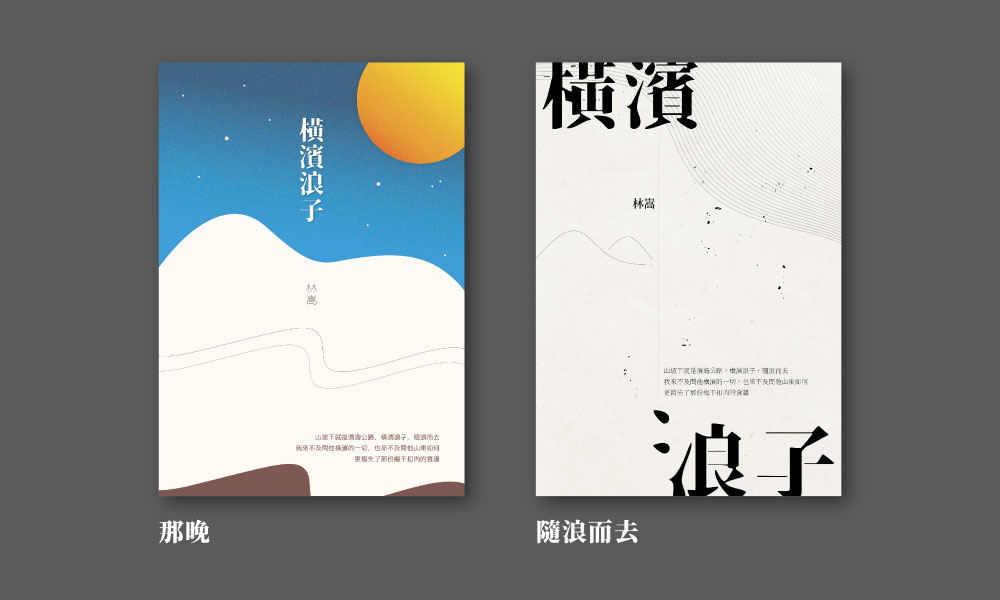 橫濱浪子
林嵩
山坡下就是濱海公路，橫濱浪子，隨浪而去
我來不及問他橫濱的一切，也來不及問他山東如何
更錯失了那份梅干扣肉的食譜
那晚
橫濱
林嵩
山坡下就是濱海公路，橫濱浪子，隨浪而去
我來不及問他橫濱的一切，也來不及問他山東如何
更錯失了那份梅干扣肉的食譜
浪子
隨浪而去